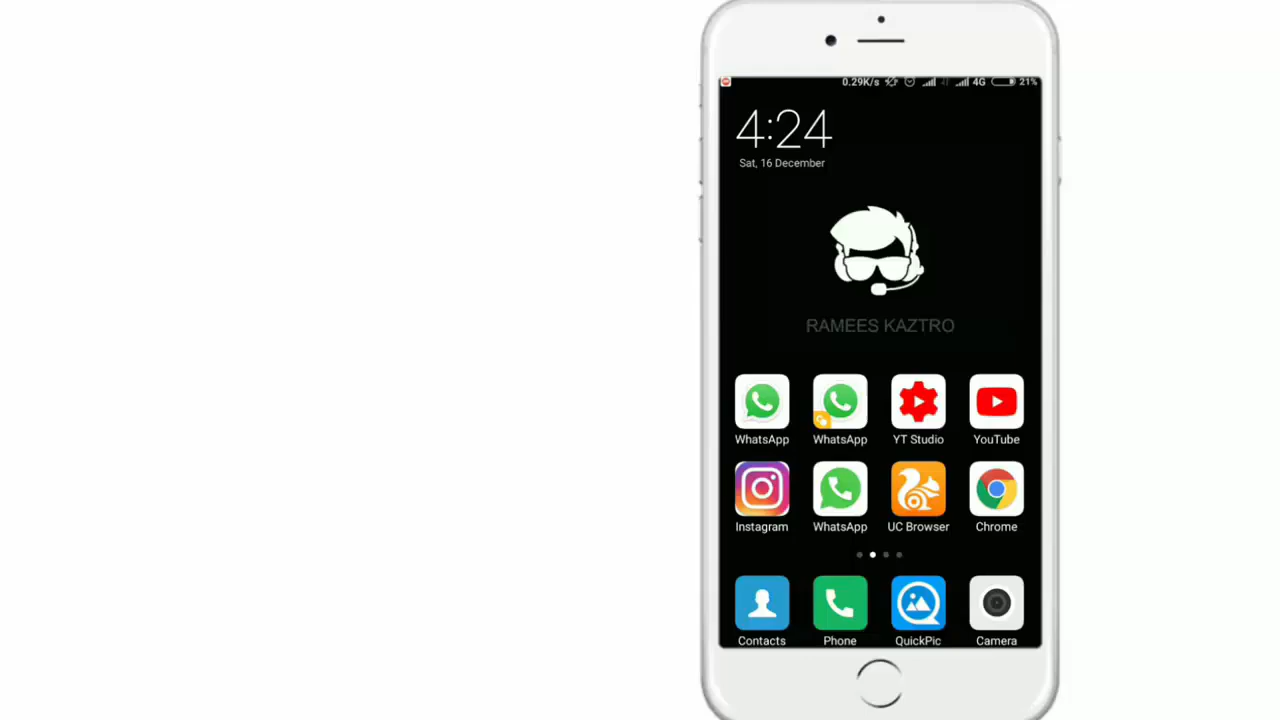 0.29K/s 4G 21%
4:24
Sat, 16 December
RAMEES KAZTRO
WhatsApp WhatsApp YT Studio YouTube
Instagram WhatsApp UC Browser Chrome
Contacts Phone QuickPic Camera